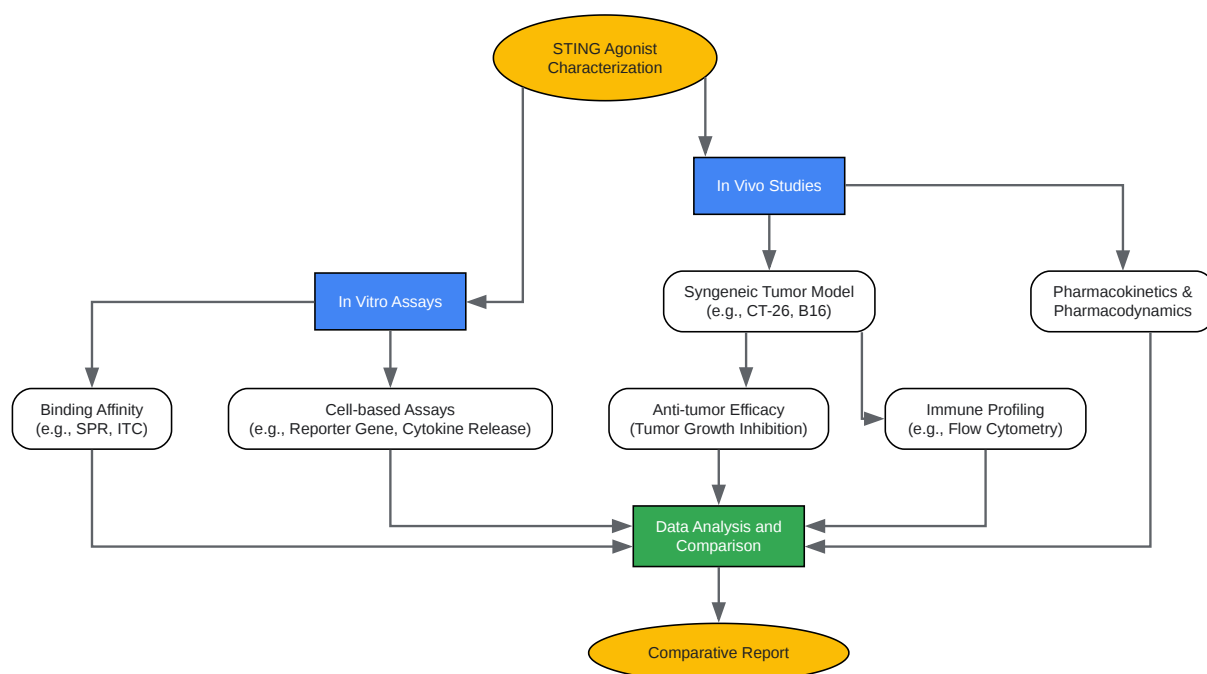 STING Agonist
Characterization
In Vivo Studies
In Vitro Assays
Syngeneic Tumor Model
(e.g., CT-26, B16)
Pharmacokinetics &
Pharmacodynamics
Binding Affinity
(e.g., SPR, ITC)
Cell-based Assays
(e.g., Reporter Gene, Cytokine Release)
Anti-tumor Efficacy
(Tumor Growth Inhibition)
Immune Profiling
(e.g., Flow Cytometry)
Data Analysis and
Comparison
Comparative Report